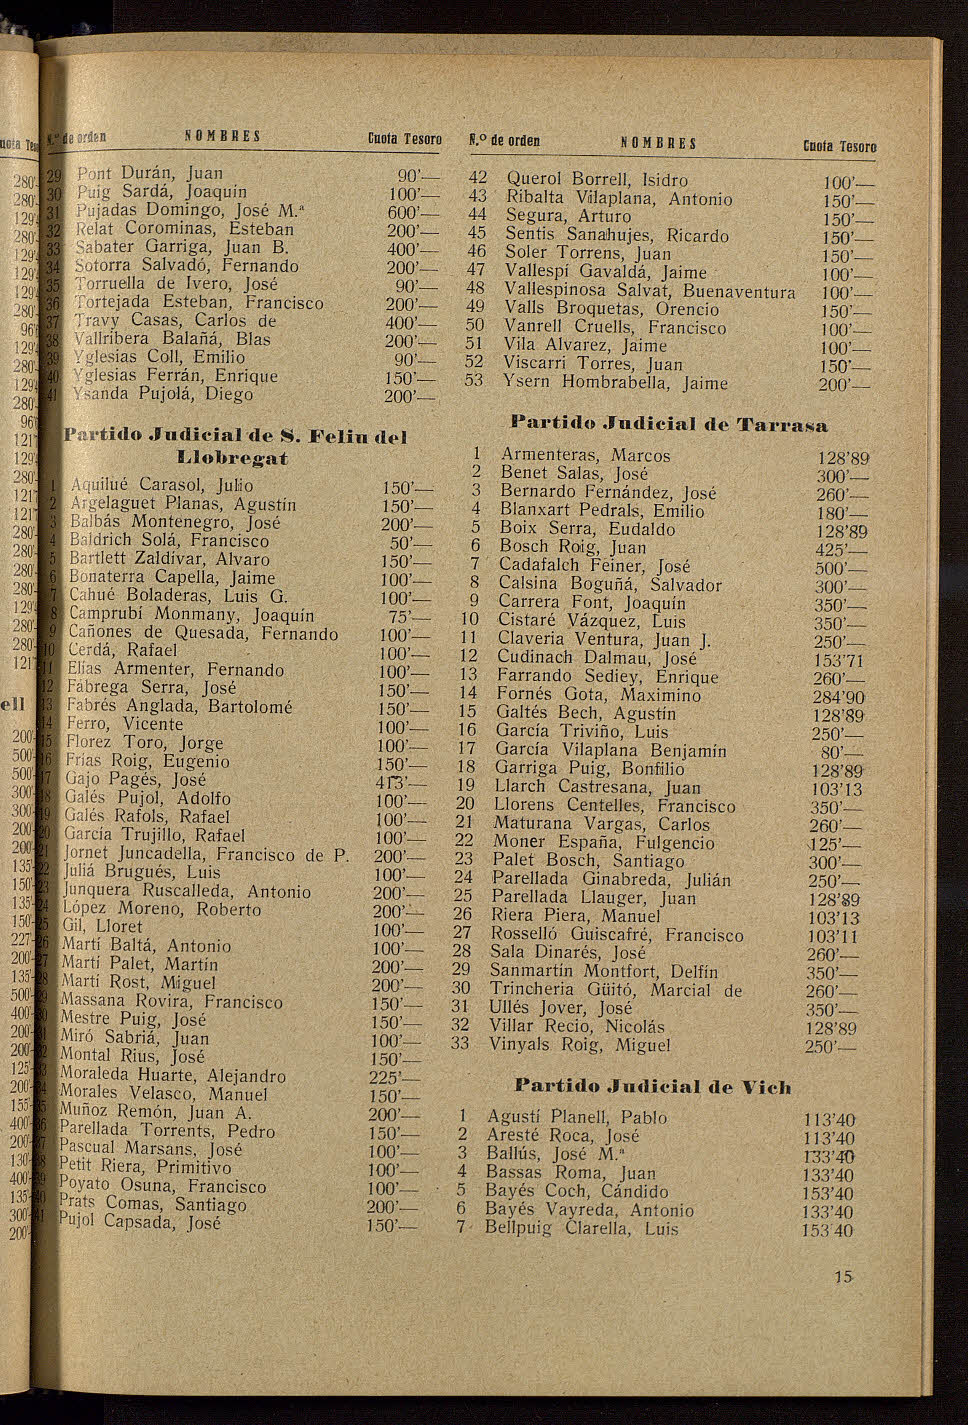 N.º de orden NOMBRES Cuota Tesoro
29 Pont Durán, Juan 90'—
30 Puig Sardá, Joaquín 100'—
31 Pujadas Domingo, José M.ª 600'—
32 Relat Corominas, Esteban 200'—
33 Sabater Garriga, Juan B. 400'—
34 Sotorra Salvadó, Fernando 200'—
35 Torruella de Ivero, José 90'—
36 Tortejada Esteban, Francisco 200'—
37 Travy Casas, Carlos de 400'—
38 Vallribera Balañá, Blas 200'—
39 Yglesias Coll, Emilio 90'—
40 Yglesias Ferrán, Enrique 150'—
41 Ysanda Pujolá, Diego 200'—
Partido Judicial de S. Feliu del
Llobregat
1 Aquilué Carasol, Julio 150'—
2 Argelaguet Planas, Agustín 150'—
3 Balbás Montenegro, José 200'—
4 Baldrich Solá, Francisco 50'—
5 Bartlett Zaldívar, Alvaro 150'—
6 Bonaterra Capella, Jaime 100'—
7 Cahué Boladeras, Luis G. 100'—
8 Camprubí Monmany, Joaquín 75'—
9 Cañones de Quesada, Fernando 100'—
10 Cerdá, Rafael 100'—
11 Elías Armenter, Fernando 100'—
12 Fábrega Serra, José 150'—
13 Fabrés Anglada, Bartolomé 150'—
14 Ferro, Vicente 100'—
15 Florez Toro, Jorge 100'—
16 Frías Roig, Eugenio 150'—
17 Gajo Pagés, José 413'—
18 Galés Pujol, Adolfo 100'—
19 Galés Rafols, Rafael 100'—
20 García Trujillo, Rafael 100'—
21 Jornet Juncadella, Francisco de P. 200'—
22 Juliá Brugués, Luis 100'—
23 Junquera Ruscalleda, Antonio 200'—
24 López Moreno, Roberto 200'—
25 Gil, Lloret 100'—
26 Martí Baltá, Antonio 100'—
27 Martí Palet, Martín 200'—
28 Martí Rost, Miguel 200'—
29 Massana Rovira, Francisco 150'—
30 Mestre Puig, José 150'—
31 Miró Sabriá, Juan 100'—
32 Montal Rius, José 150'—
33 Moraleda Huarte, Alejandro 225'—
34 Morales Velasco, Manuel 150'—
35 Muñoz Remón, Juan A. 200'—
36 Parellada Torrents, Pedro 150'—
37 Pascual Marsans, José 100'—
38 Petit Riera, Primitivo 100'—
39 Poyato Osuna, Francisco 100'—
40 Prats Comas, Santiago 200'—
41 Pujol Capsada, José 150'—
N.º de orden NOMBRES Cuota Tesoro
42 Querol Borrell, Isidro 100'—
43 Ribalta Vilaplana, Antonio 150'—
44 Segura, Arturo 150'—
45 Sentis Sanahujes, Ricardo 150'—
46 Soler Torrens, Juan 150'—
47 Vallespí Gavaldá, Jaime 100'—
48 Vallespinosa Salvat, Buenaventura 100'—
49 Valls Broquetas, Orencio 150'—
50 Vanrell Cruells, Francisco 100'—
51 Vila Alvarez, Jaime 100'—
52 Viscarri Torres, Juan 150'—
53 Ysern Hombrabella, Jaime 200'—
Partido Judicial de Tarrasa
1 Armenteras, Marcos 128'89
2 Benet Salas, José 300'—
3 Bernardo Fernández, José 260'—
4 Blanxart Pedrals, Emilio 180'—
5 Boix Serra, Eudaldo 128'89
6 Bosch Roig, Juan 425'—
7 Cadafalch Feiner, José 500'—
8 Calsina Boguñá, Salvador 300'—
9 Carrera Font, Joaquín 350'—
10 Cistaré Vázquez, Luis 350'—
11 Claveria Ventura, Juan J. 250'—
12 Cudinach Dalmau, José 153'71
13 Farrando Sediey, Enrique 260'—
14 Fornés Gota, Maximino 284'90
15 Galtés Bech, Agustín 128'89
16 García Triviño, Luis 250'—
17 García Vilaplana Benjamín 80'—
18 Garriga Puig, Bonfilio 128'89
19 Llarch Castresana, Juan 103'13
20 Llorens Centelles, Francisco 350'—
21 Maturana Vargas, Carlos 260'—
22 Moner España, Fulgencio 125'—
23 Palet Bosch, Santiago 300'—
24 Parellada Ginabreda, Julián 250'—
25 Parellada Llauger, Juan 128'89
26 Riera Piera, Manuel 103'13
27 Rosselló Guiscafré, Francisco 103'11
28 Sala Dinarés, José 260'—
29 Sanmartín Montfort, Delfín 350'—
30 Trincheria Güitó, Marcial de 260'—
31 Ullés Jover, José 350'—
32 Villar Recio, Nicolás 128'89
33 Vinyals Roig, Miguel 250'—
Partido Judicial de Vich
1 Agustí Planell, Pablo 113'40
2 Aresté Roca, José 113'40
3 Ballús, José M.ª 133'40
4 Bassas Roma, Juan 133'40
5 Bayés Coch, Cándido 153'40
6 Bayés Vayreda, Antonio 133'40
7 Bellpuig Clarella, Luis 153'40
15